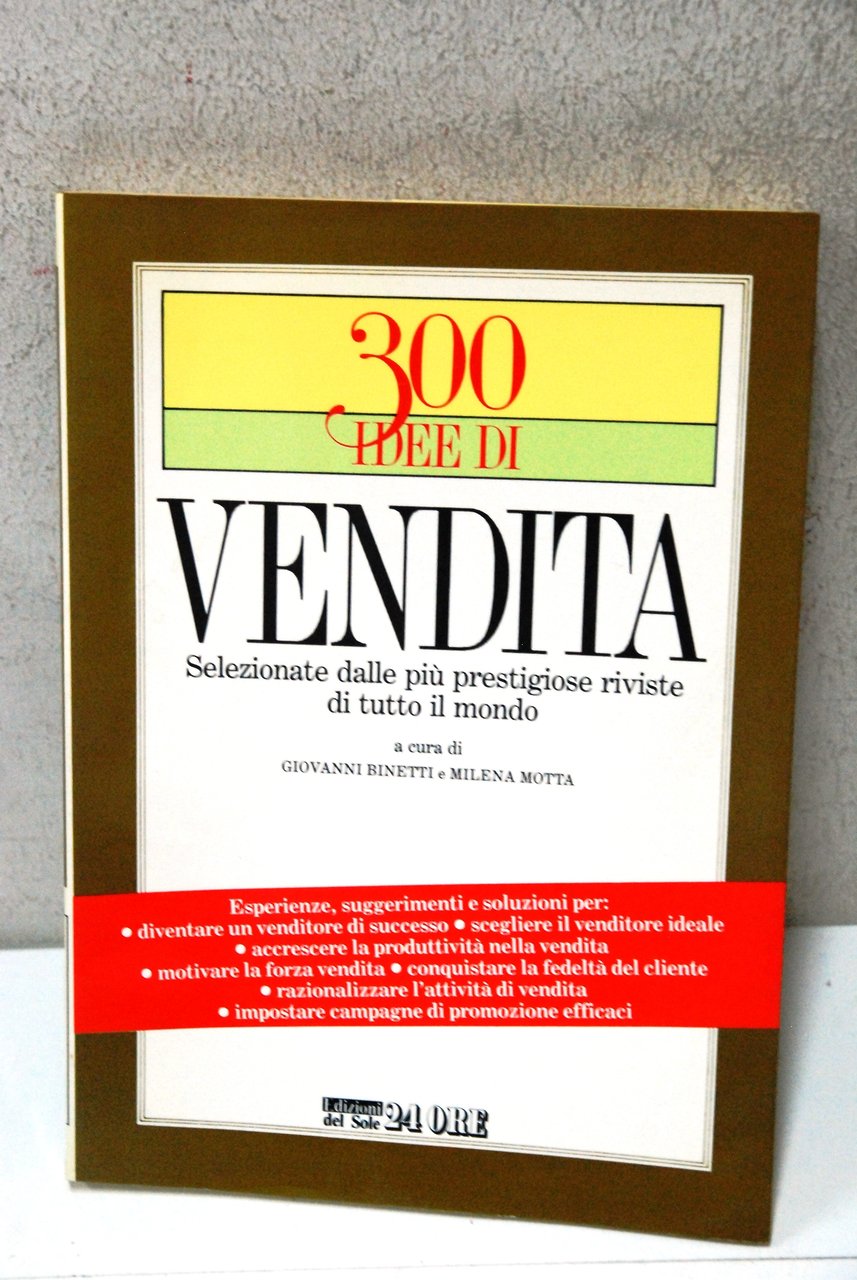 300
IDEE DI
VENDITA
Selezionate dalle più prestigiose riviste
di tutto il mondo
a cura di
GIOVANNI BINETTI e MILENA MOTTA
Esperienze, suggerimenti e soluzioni per:
• diventare un venditore di successo • scegliere il venditore ideale
• accrescere la produttività nella vendita
• motivare la forza vendita • conquistare la fedeltà del cliente
• razionalizzare l'attività di vendita
• impostare campagne di promozione efficaci
Edizioni
del Sole 24 ORE